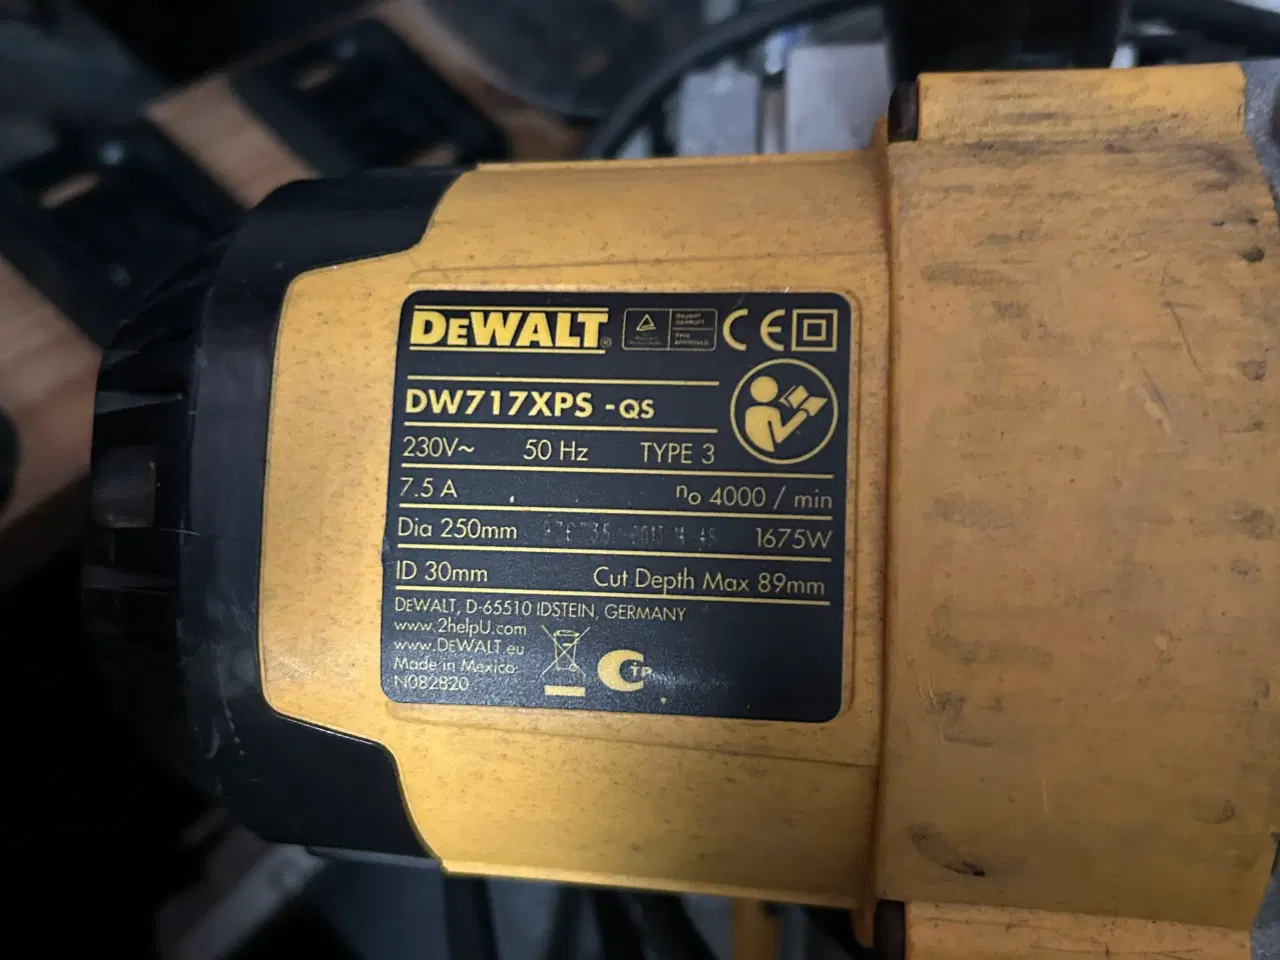 DEWALT®
DW717XPS -QS
230V~ 50 Hz TYPE 3
7.5 A n₀ 4000 / min
Dia 250mm 1675W
ID 30mm Cut Depth Max 89mm
DEWALT, D-65510 IDSTEIN, GERMANY
www.2helpU.com
www.DEWALT.eu
Made in Mexico
N082820